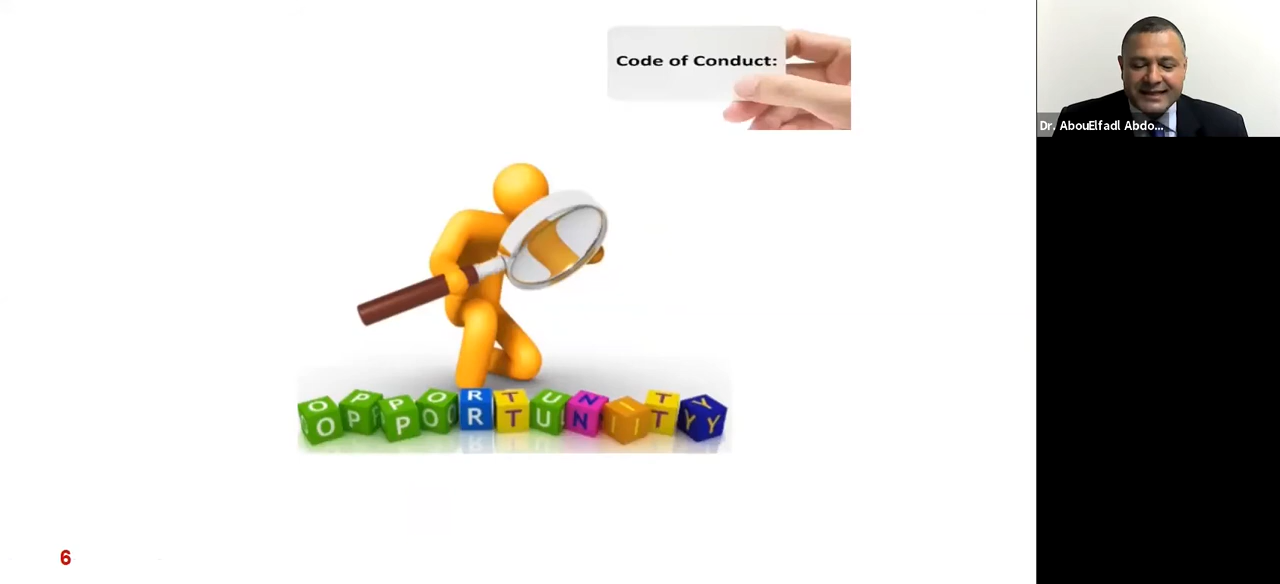 Code of Conduct:
Dr. AbouElfadl Abdo...
OPPORTUNITY
OPPORTUNITY
6